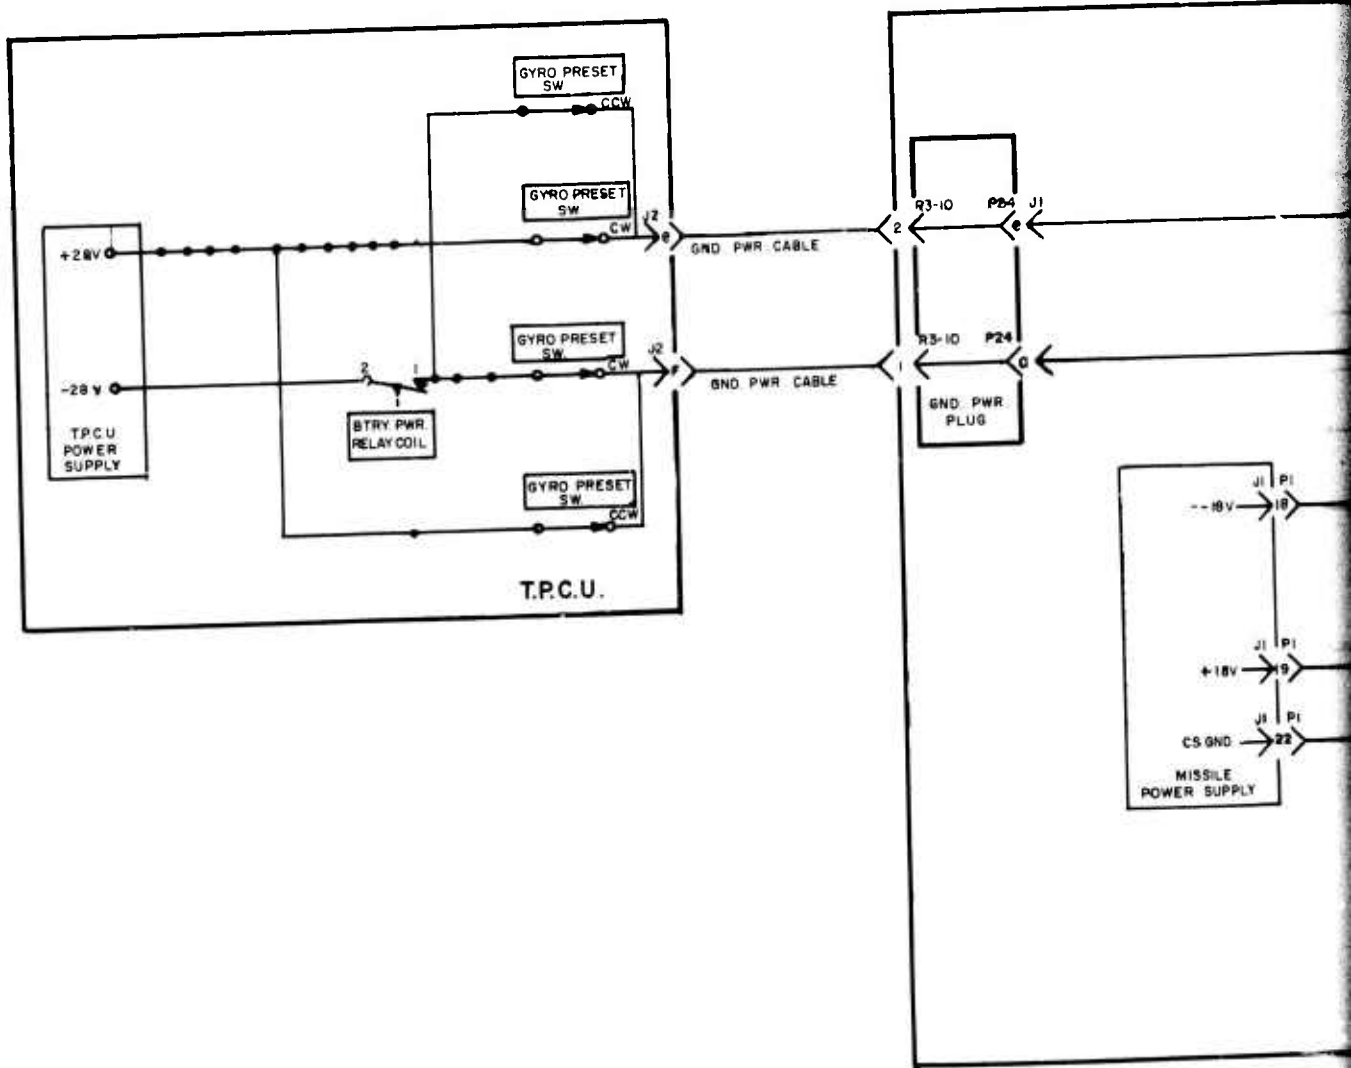 GYRO PRESET
SW
CCW
GYRO PRESET
SW
CW
J2
e
GND PWR CABLE
2
R3-10
P24
e
J1
+28V
GYRO PRESET
SW.
CW
J2
GND PWR CABLE
1
R3-10
P24
a
2
1
-28V
BTRY PWR.
RELAY COIL
T.P.C.U
POWER
SUPPLY
GND PWR
PLUG
GYRO PRESET
SW.
CCW
T.P.C.U.
J1
P1
--18V
18
J1
P1
+18V
19
J1
P1
CS GND
22
MISSILE
POWER SUPPLY